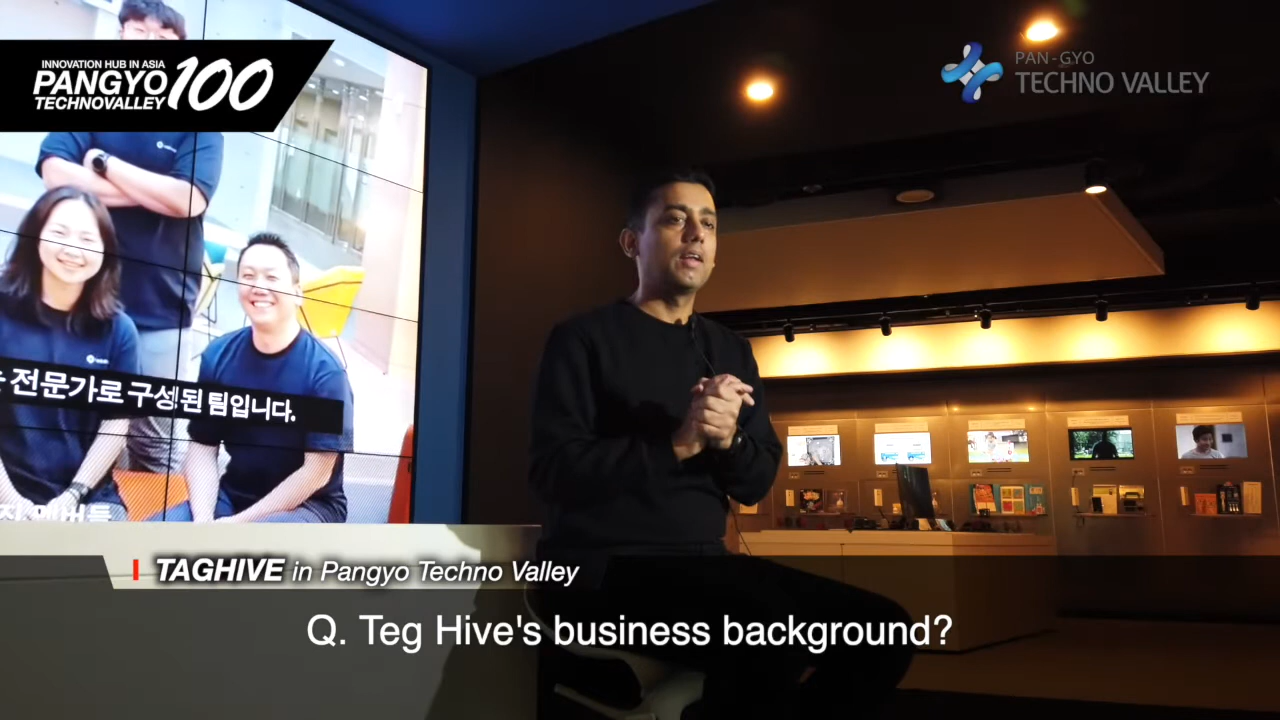 INNOVATION HUB IN ASIA
PANGYO
TECHNOVALLEY
100
PAN-GYO
TECHNO VALLEY
전문가로 구성된 팀입니다.
TAGHIVE in Pangyo Techno Valley
Q. Teg Hive's business background?